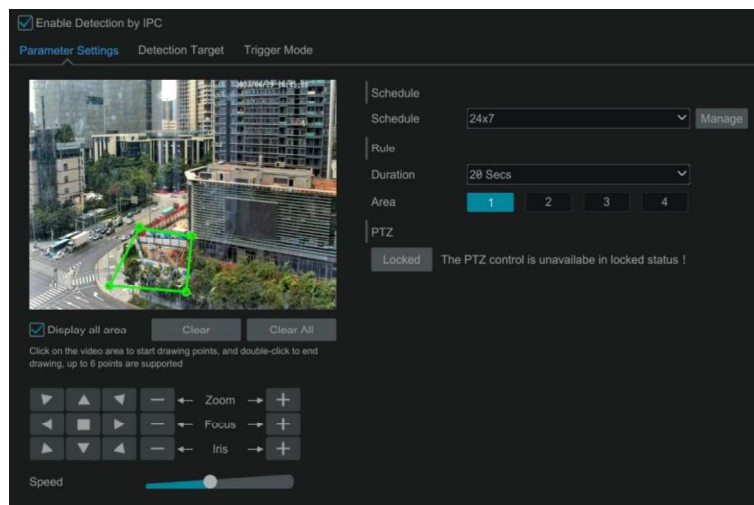 Enable Detection by IPC
Parameter Settings Detection Target Trigger Mode
2023/06/29
Schedule
Schedule 24x7 Manage
Rule
Duration 20 Secs
Area 1 2 3 4
PTZ
Locked The PTZ control is unavailabe in locked status !
Display all area Clear Clear All
Click on the video area to start drawing points, and double-click to end
drawing, up to 6 points are supported
Zoom
Focus
Iris
Speed